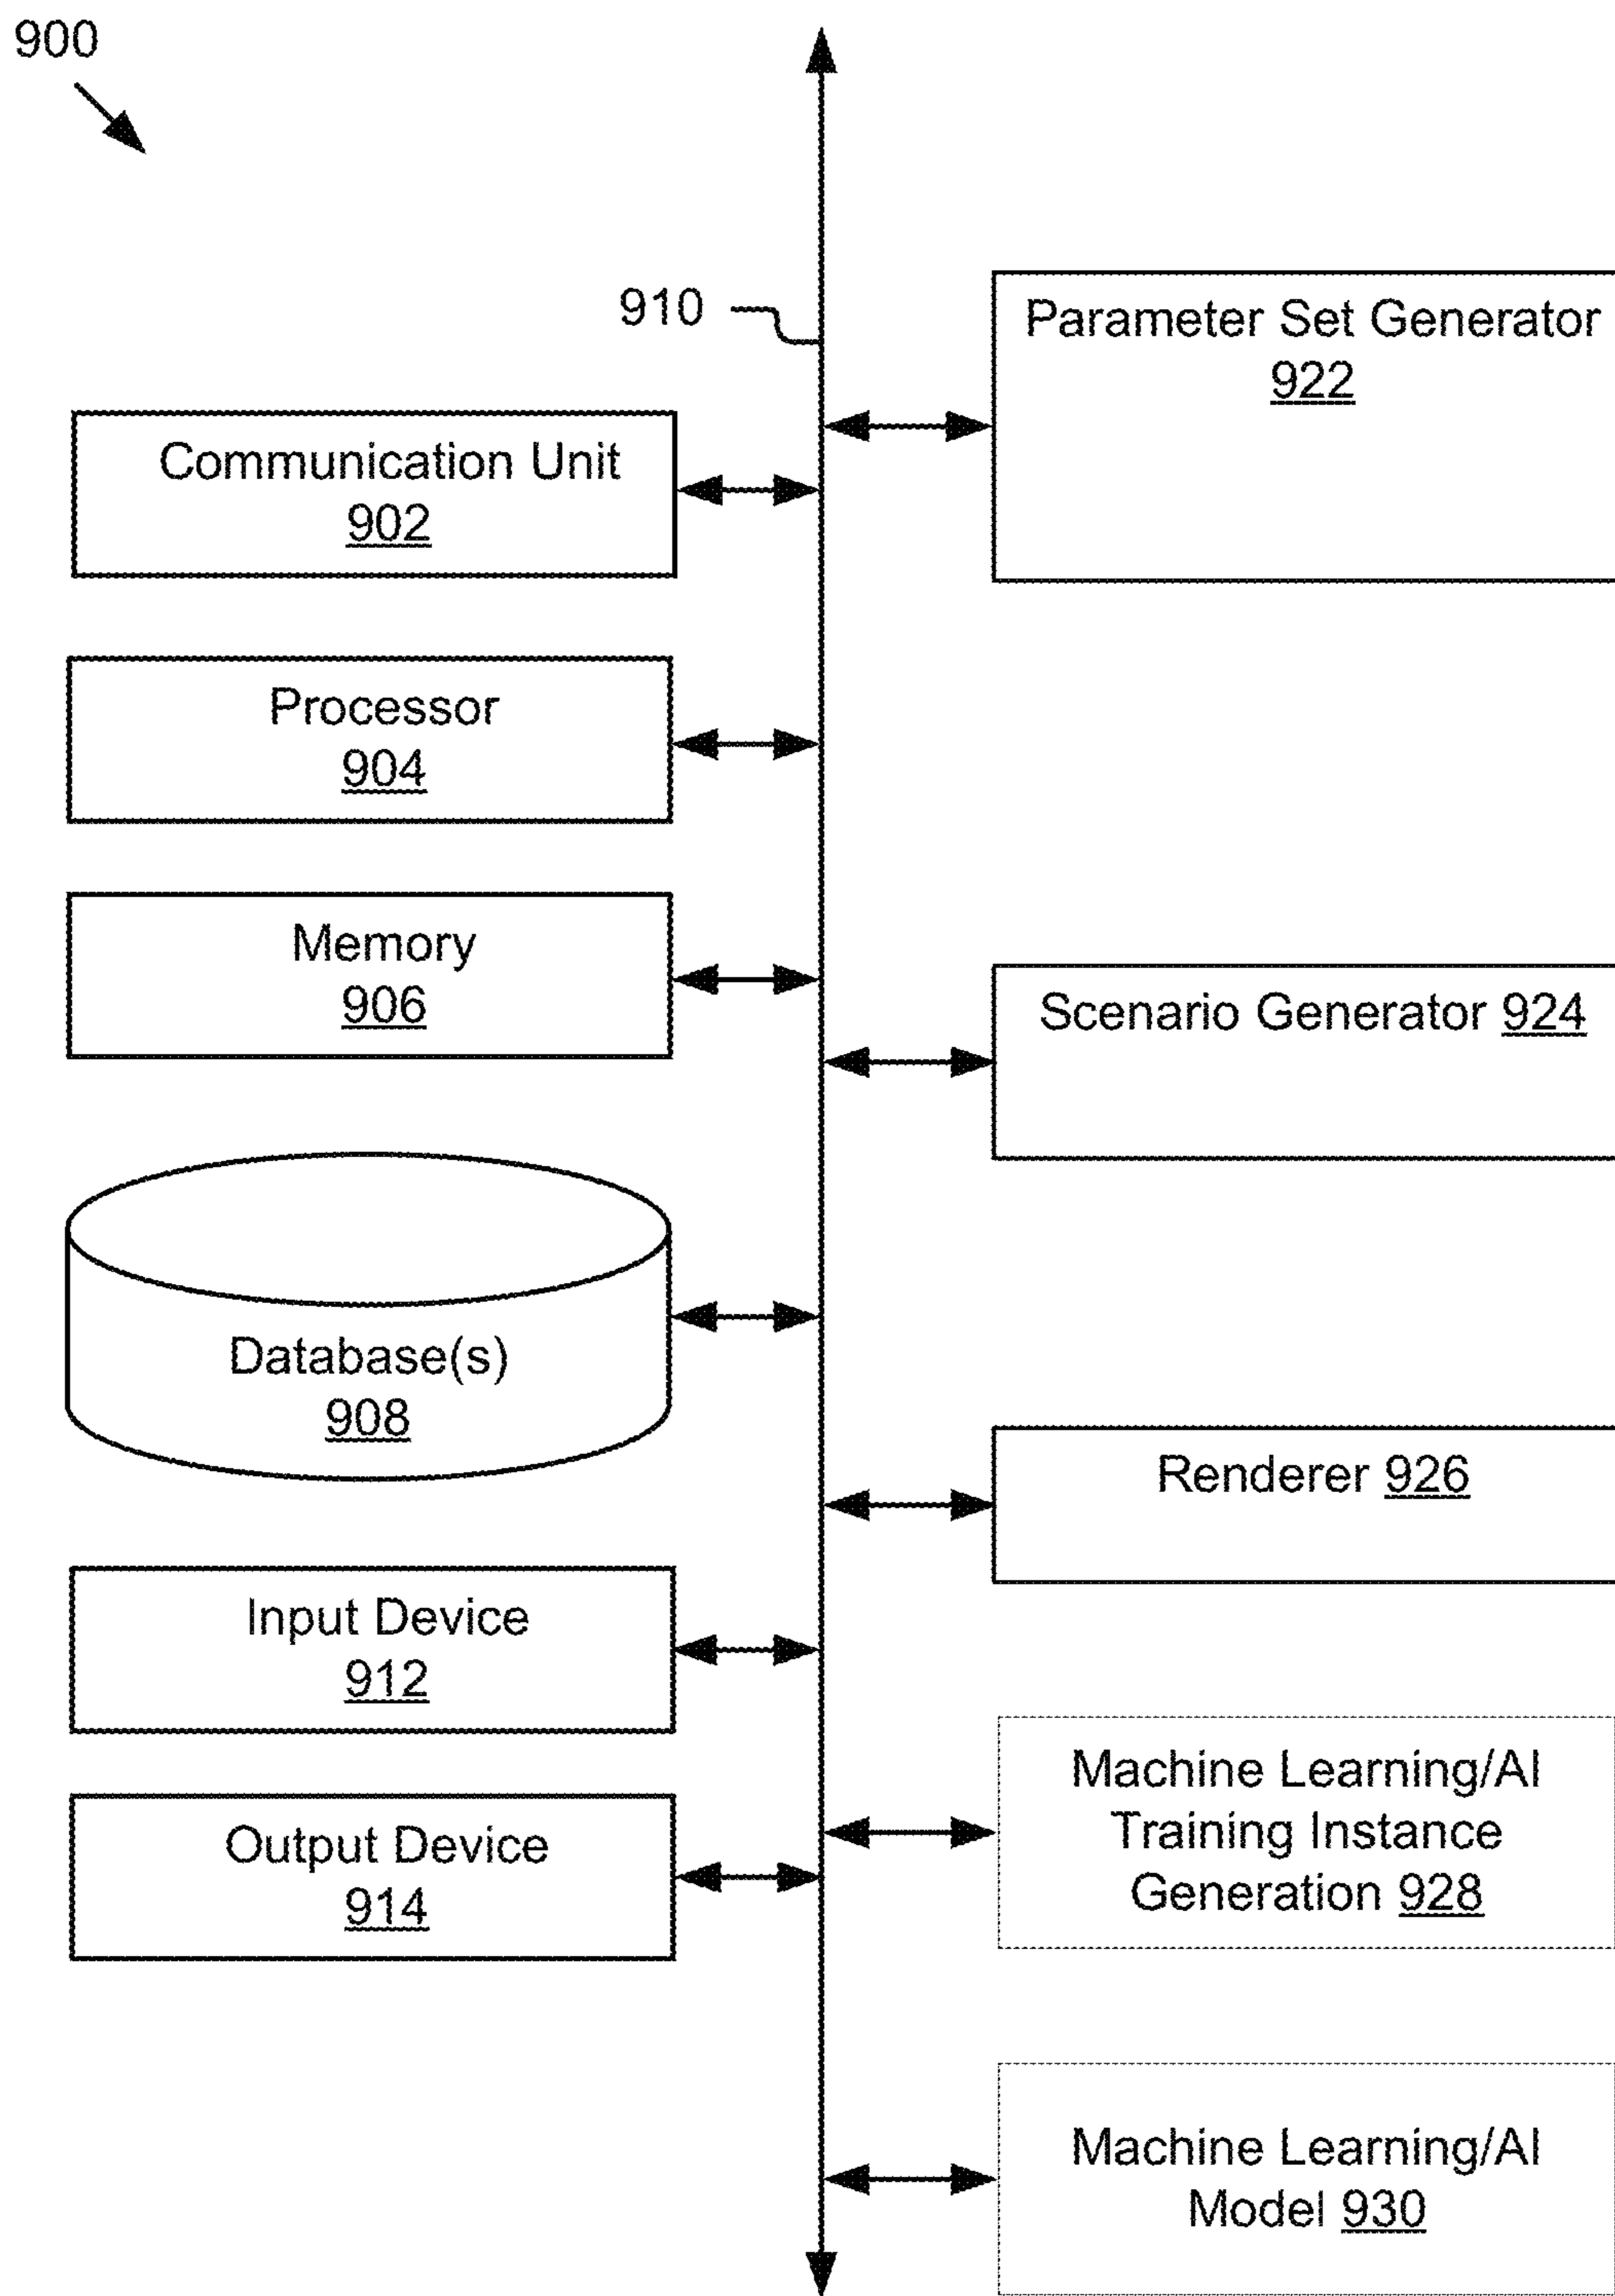 900
910
Communication Unit
902
Processor
904
Memory
906
Database(s)
908
Input Device
912
Output Device
914
Parameter Set Generator
922
Scenario Generator 924
Renderer 926
Machine Learning/AI
Training Instance
Generation 928
Machine Learning/AI
Model 930